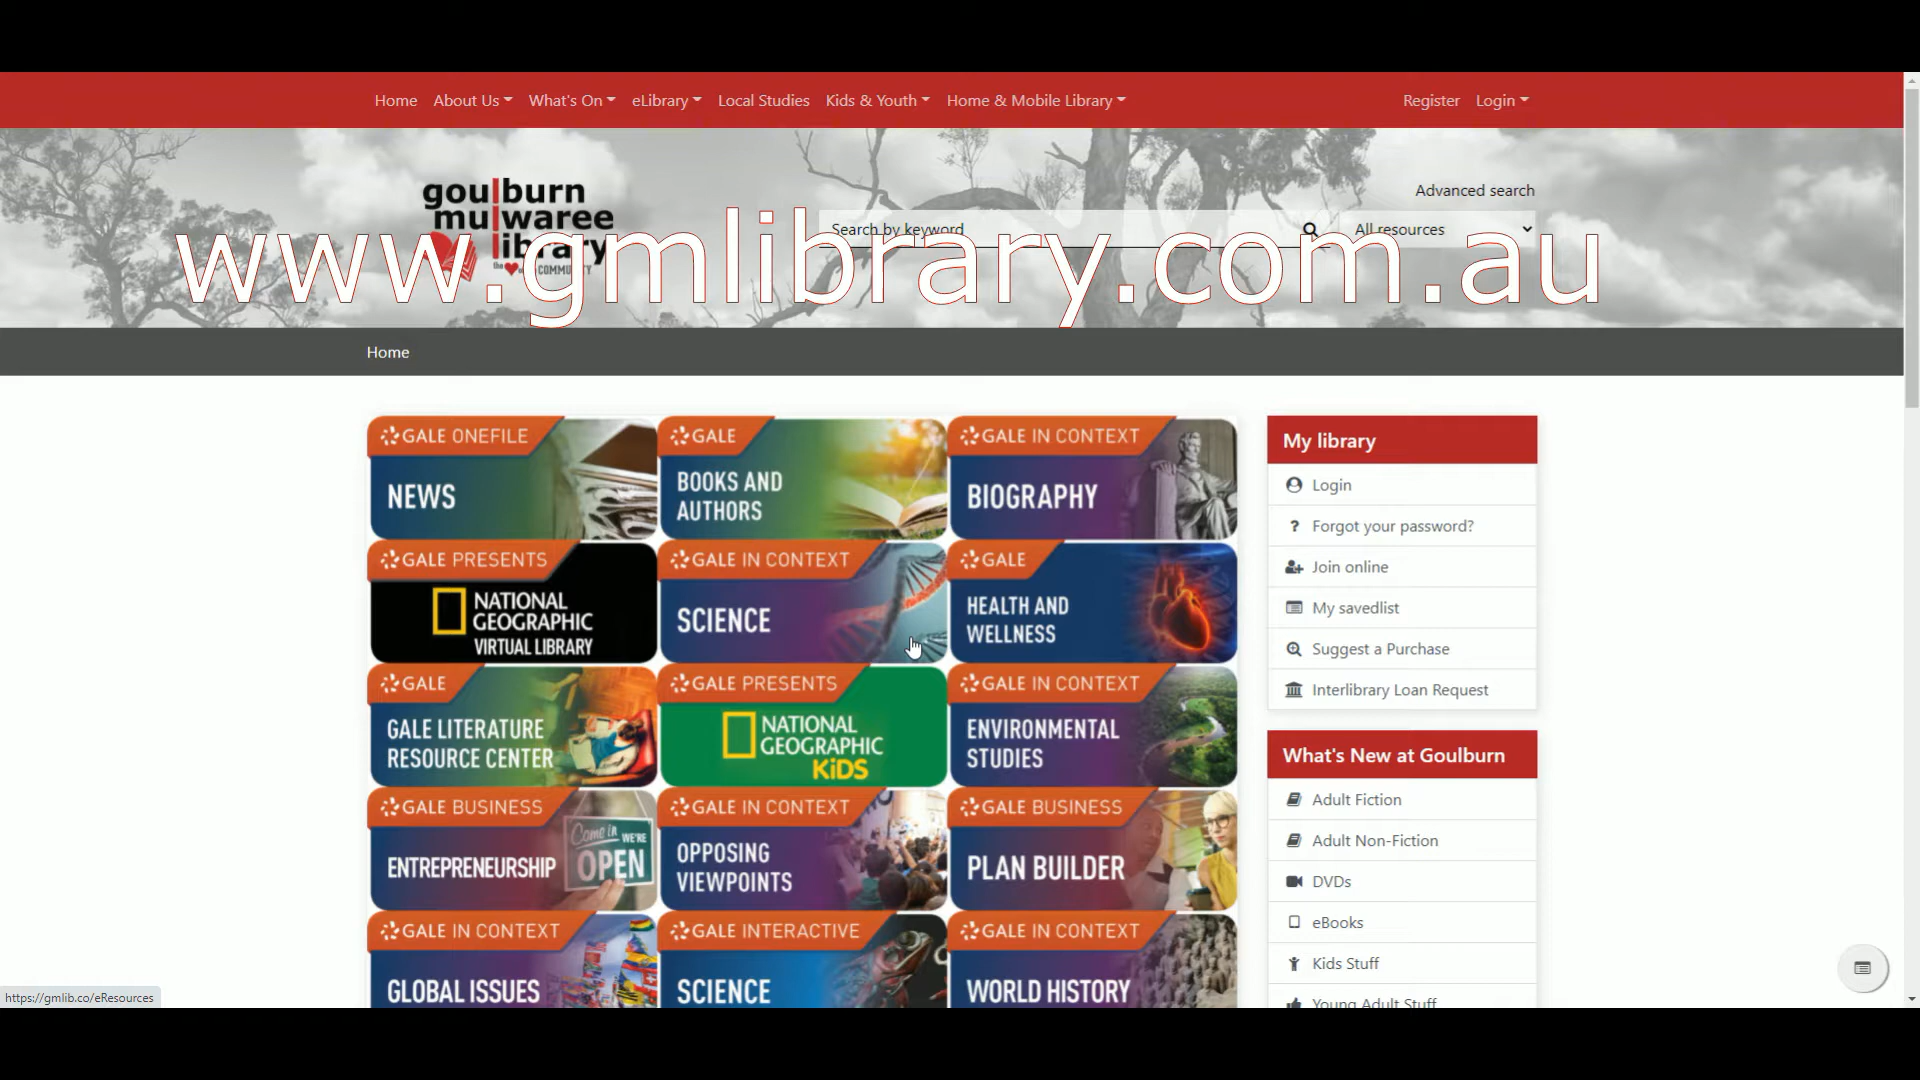 Home About Us What's On eLibrary Local Studies Kids & Youth Home & Mobile Library Register Login
Advanced search
goulburn
mulwaree
library
the COMMUNITY
Search by keyword All resources
www.gmlibrary.com.au
Home
GALE ONEFILE
NEWS
GALE
BOOKS AND
AUTHORS
GALE IN CONTEXT
BIOGRAPHY
GALE PRESENTS
NATIONAL
GEOGRAPHIC
VIRTUAL LIBRARY
GALE IN CONTEXT
SCIENCE
GALE
HEALTH AND
WELLNESS
GALE
GALE LITERATURE
RESOURCE CENTER
GALE PRESENTS
NATIONAL
GEOGRAPHIC
KiDS
GALE IN CONTEXT
ENVIRONMENTAL
STUDIES
GALE BUSINESS
ENTREPRENEURSHIP
Come in WE'RE
OPEN
GALE IN CONTEXT
OPPOSING
VIEWPOINTS
GALE BUSINESS
PLAN BUILDER
GALE IN CONTEXT
GLOBAL ISSUES
GALE INTERACTIVE
SCIENCE
GALE IN CONTEXT
WORLD HISTORY
My library
Login
Forgot your password?
Join online
My savedlist
Suggest a Purchase
Interlibrary Loan Request
What's New at Goulburn
Adult Fiction
Adult Non-Fiction
DVDs
eBooks
Kids Stuff
Young Adult Stuff
https://gmlib.co/eResources